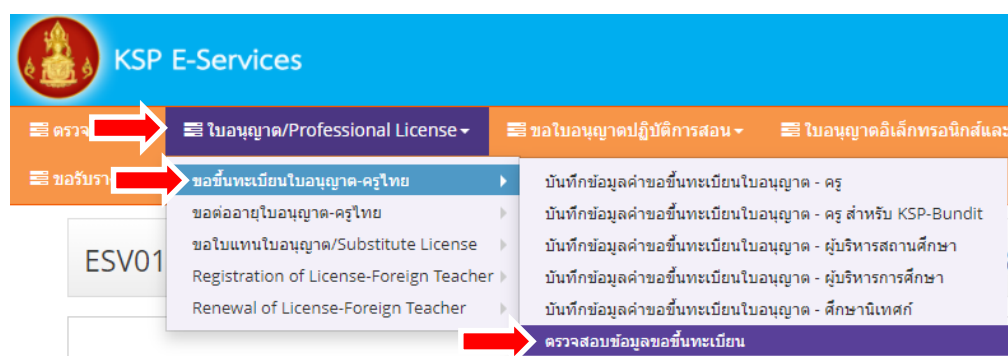 KSP E-Services
ตรวจ
ใบอนุญาต/Professional License
ขอใบอนุญาตปฏิบัติการสอน
ใบอนุญาตอิเล็กทรอนิกส์และ
ขอรับรา
ขอขึ้นทะเบียนใบอนุญาต-ครูไทย
ขอต่ออายุใบอนุญาต-ครูไทย
ขอใบแทนใบอนุญาต/Substitute License
Registration of License-Foreign Teacher
Renewal of License-Foreign Teacher
บันทึกข้อมูลคำขอขึ้นทะเบียนใบอนุญาต - ครู
บันทึกข้อมูลคำขอขึ้นทะเบียนใบอนุญาต - ครู สำหรับ KSP-Bundit
บันทึกข้อมูลคำขอขึ้นทะเบียนใบอนุญาต - ผู้บริหารสถานศึกษา
บันทึกข้อมูลคำขอขึ้นทะเบียนใบอนุญาต - ผู้บริหารการศึกษา
บันทึกข้อมูลคำขอขึ้นทะเบียนใบอนุญาต - ศึกษานิเทศก์
ตรวจสอบข้อมูลขอขึ้นทะเบียน
ESV01